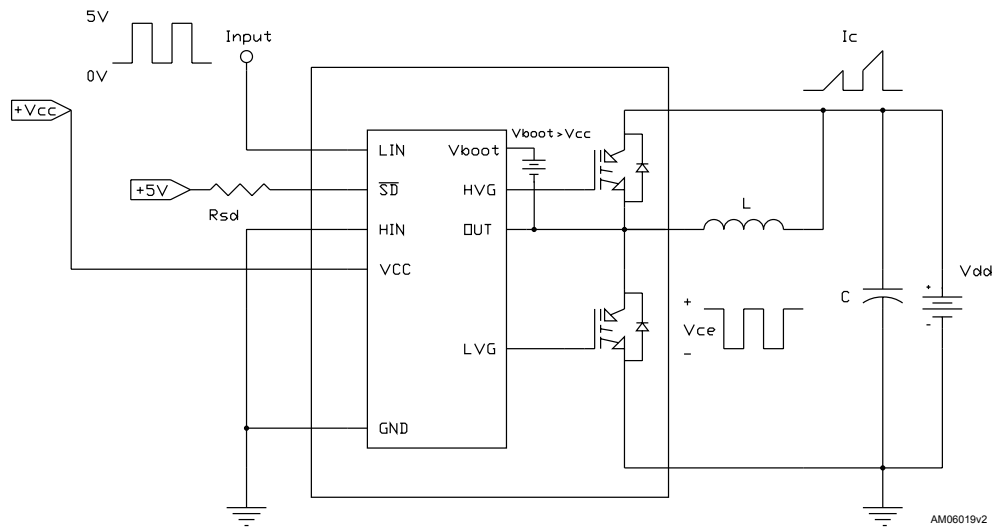 5V
0V
Input
Ic
+Vcc
Vboot>Vcc
LIN
Vboot
+5V
SD
HVG
Rsd
L
HIN
OUT
VCC
Vdd
C
+
-
+
Vce
-
LVG
GND
AM06019v2